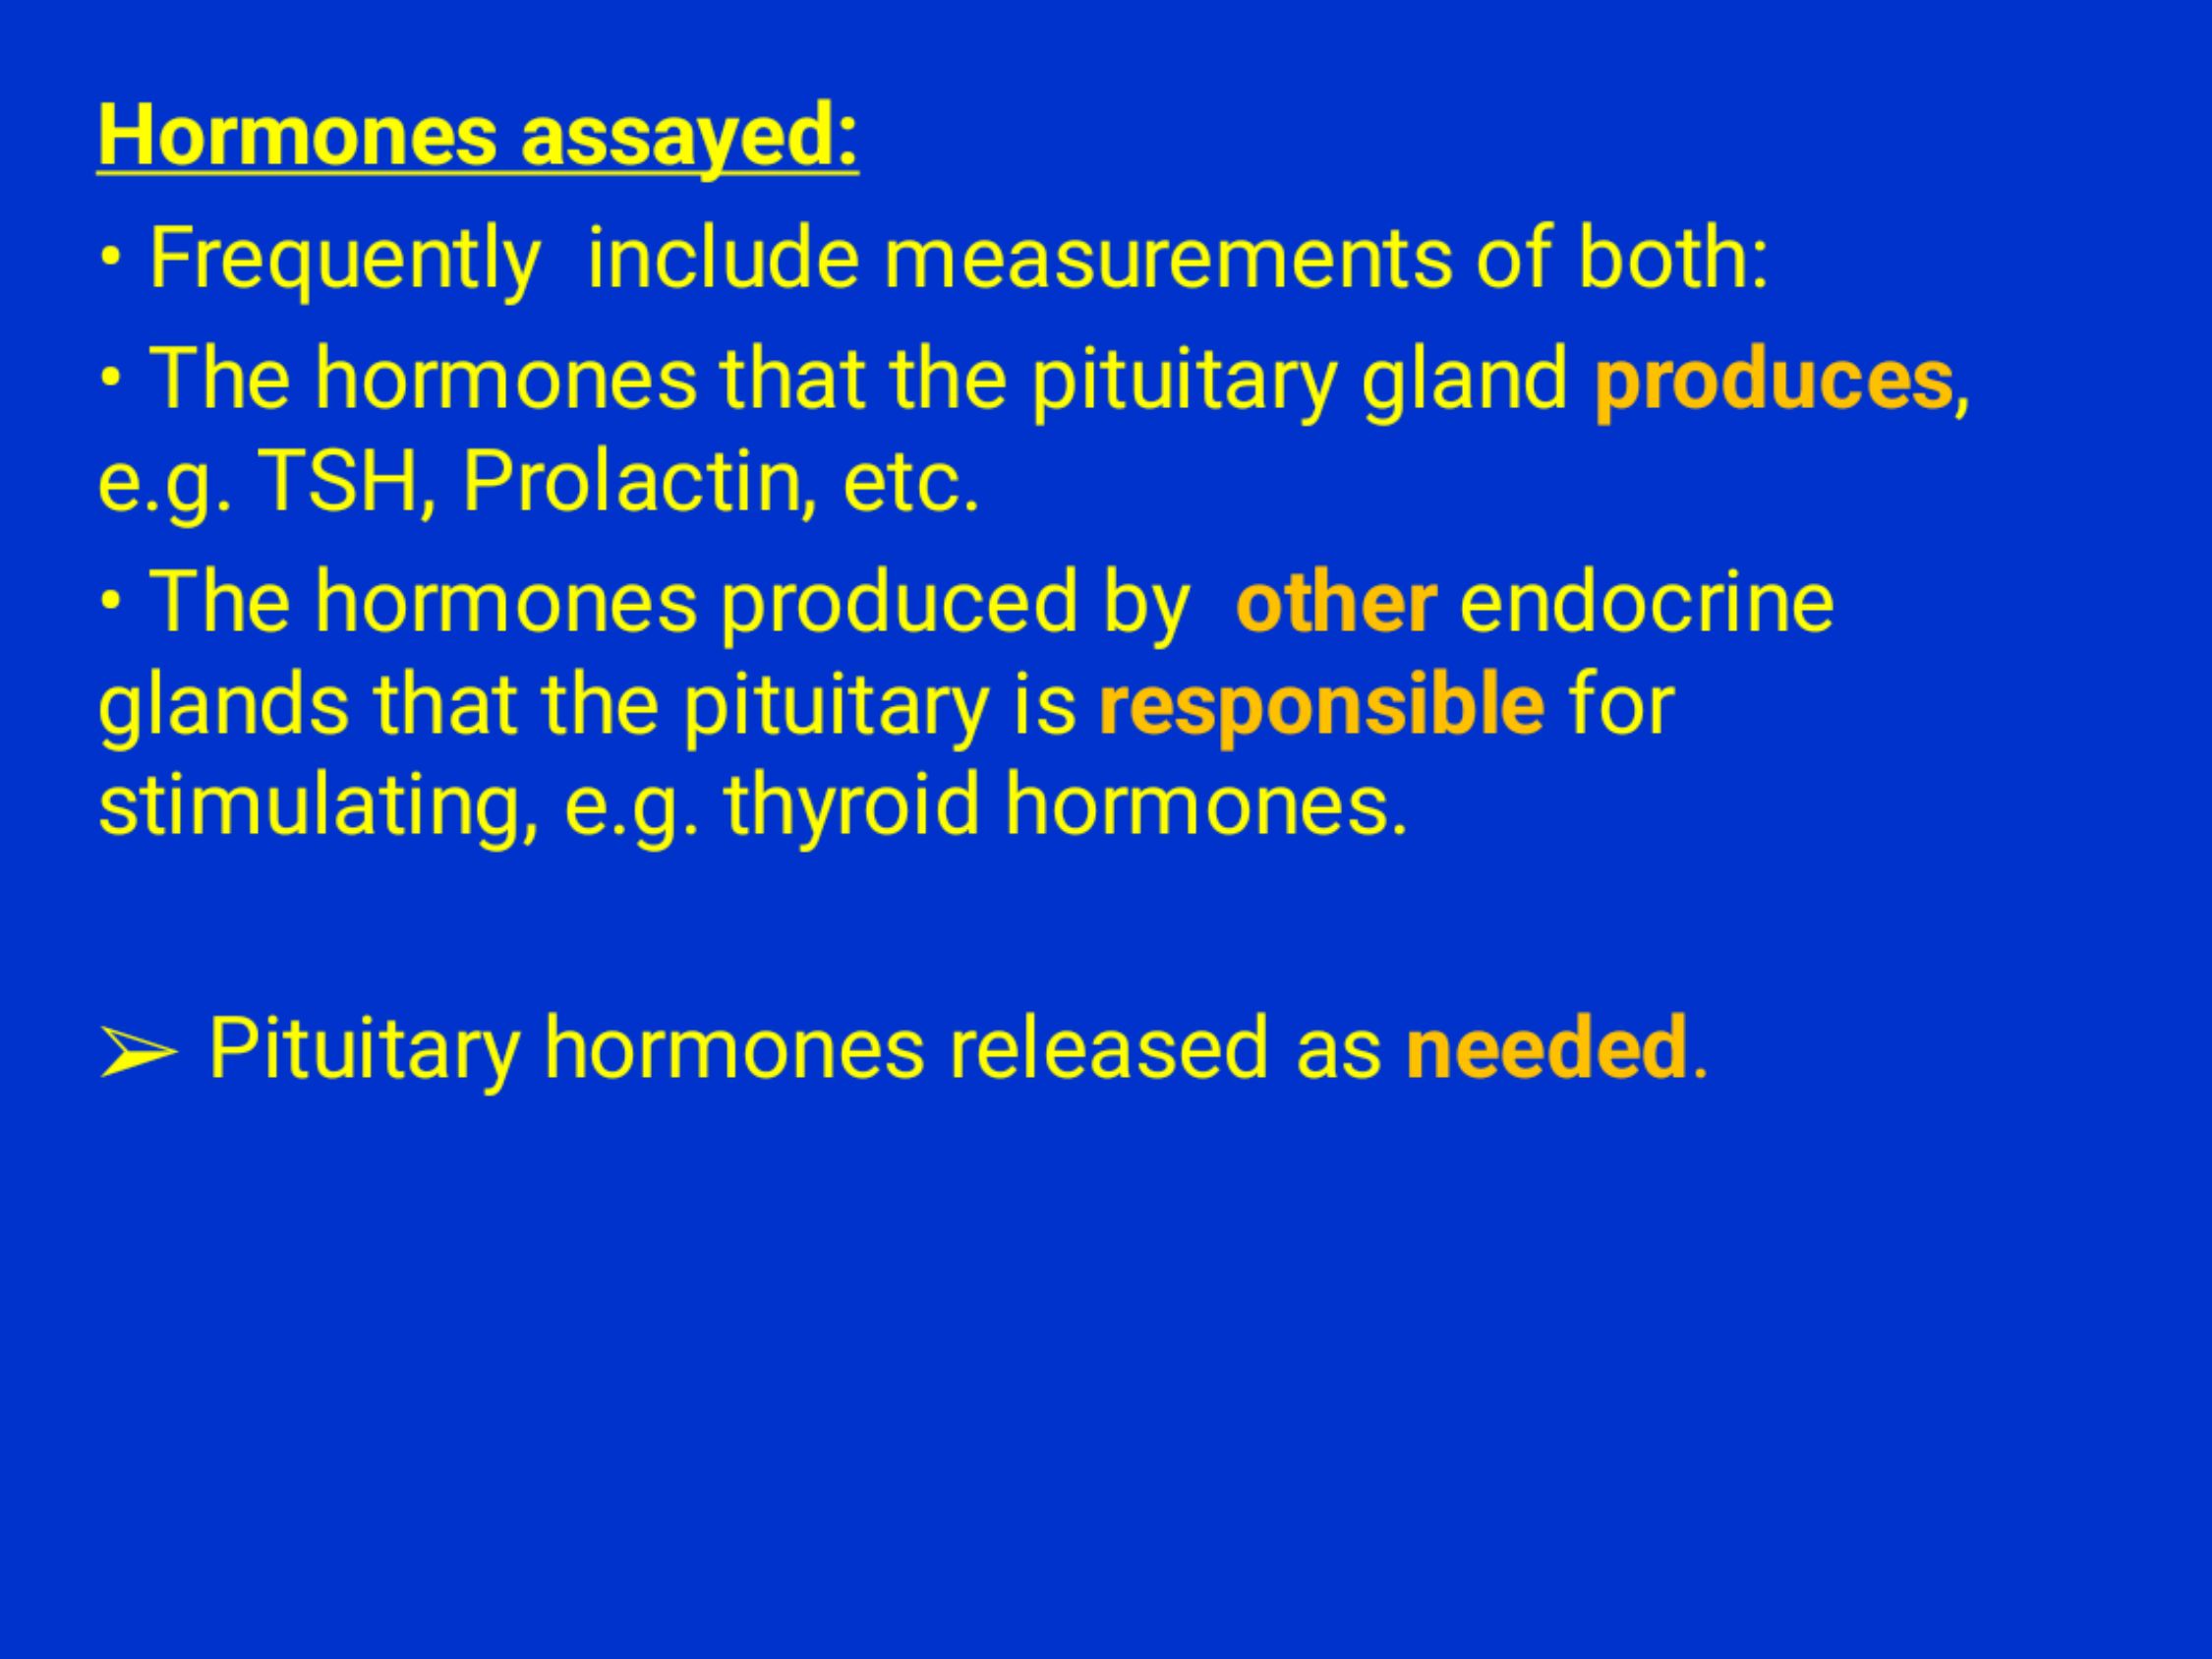 Hormones assayed:
• Frequently  include measurements of both:
• The hormones that the pituitary gland produces,
e.g. TSH, Prolactin, etc.
• The hormones produced by  other endocrine
glands that the pituitary is responsible for
stimulating, e.g. thyroid hormones.
➢ Pituitary hormones released as needed.